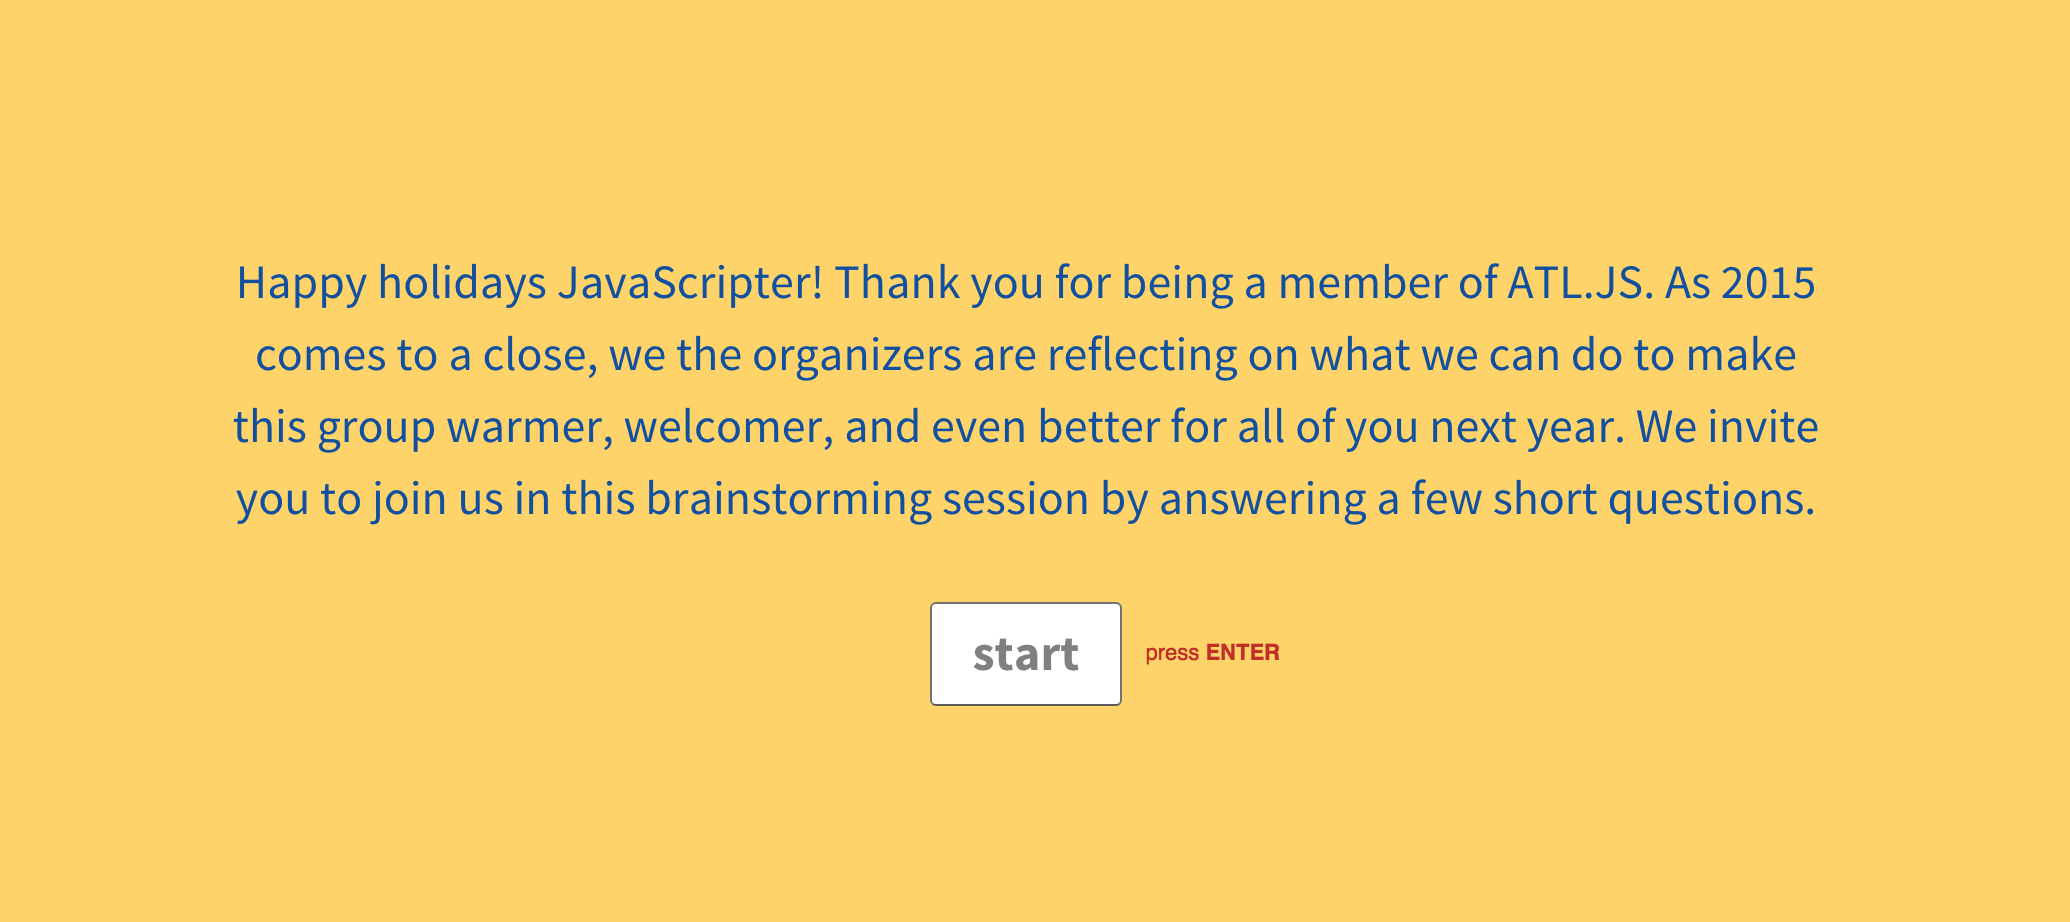 Happy holidays JavaScripter! Thank you for being a member of ATL.JS. As 2015
comes to a close, we the organizers are reflecting on what we can do to make
this group warmer, welcomer, and even better for all of you next year. We invite
you to join us in this brainstorming session by answering a few short questions.
start press ENTER